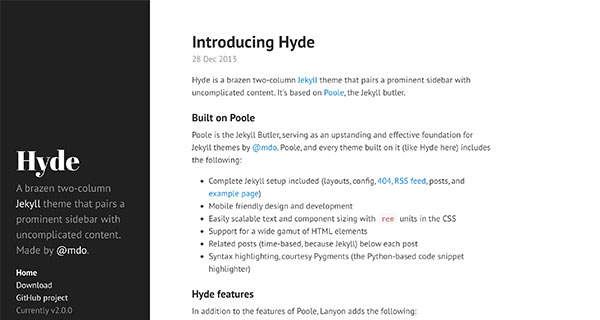 Hyde
A brazen two-column
Jekyll theme that pairs a
prominent sidebar with
uncomplicated content.
Made by @mdo.
Home
Download
GitHub project
Currently v2.0.0
Introducing Hyde
28 Dec 2013
Hyde is a brazen two-column Jekyll theme that pairs a prominent sidebar with
uncomplicated content. It's based on Poole, the Jekyll butler.
Built on Poole
Poole is the Jekyll Butler, serving as an upstanding and effective foundation for
Jekyll themes by @mdo. Poole, and every theme built on it (like Hyde here) includes
the following:
• Complete Jekyll setup included (layouts, config, 404, RSS feed, posts, and
example page)
• Mobile friendly design and development
• Easily scalable text and component sizing with rem units in the CSS
• Support for a wide gamut of HTML elements
• Related posts (time-based, because Jekyll) below each post
• Syntax highlighting, courtesy Pygments (the Python-based code snippet
highlighter)
Hyde features
In addition to the features of Poole, Lanyon adds the following: